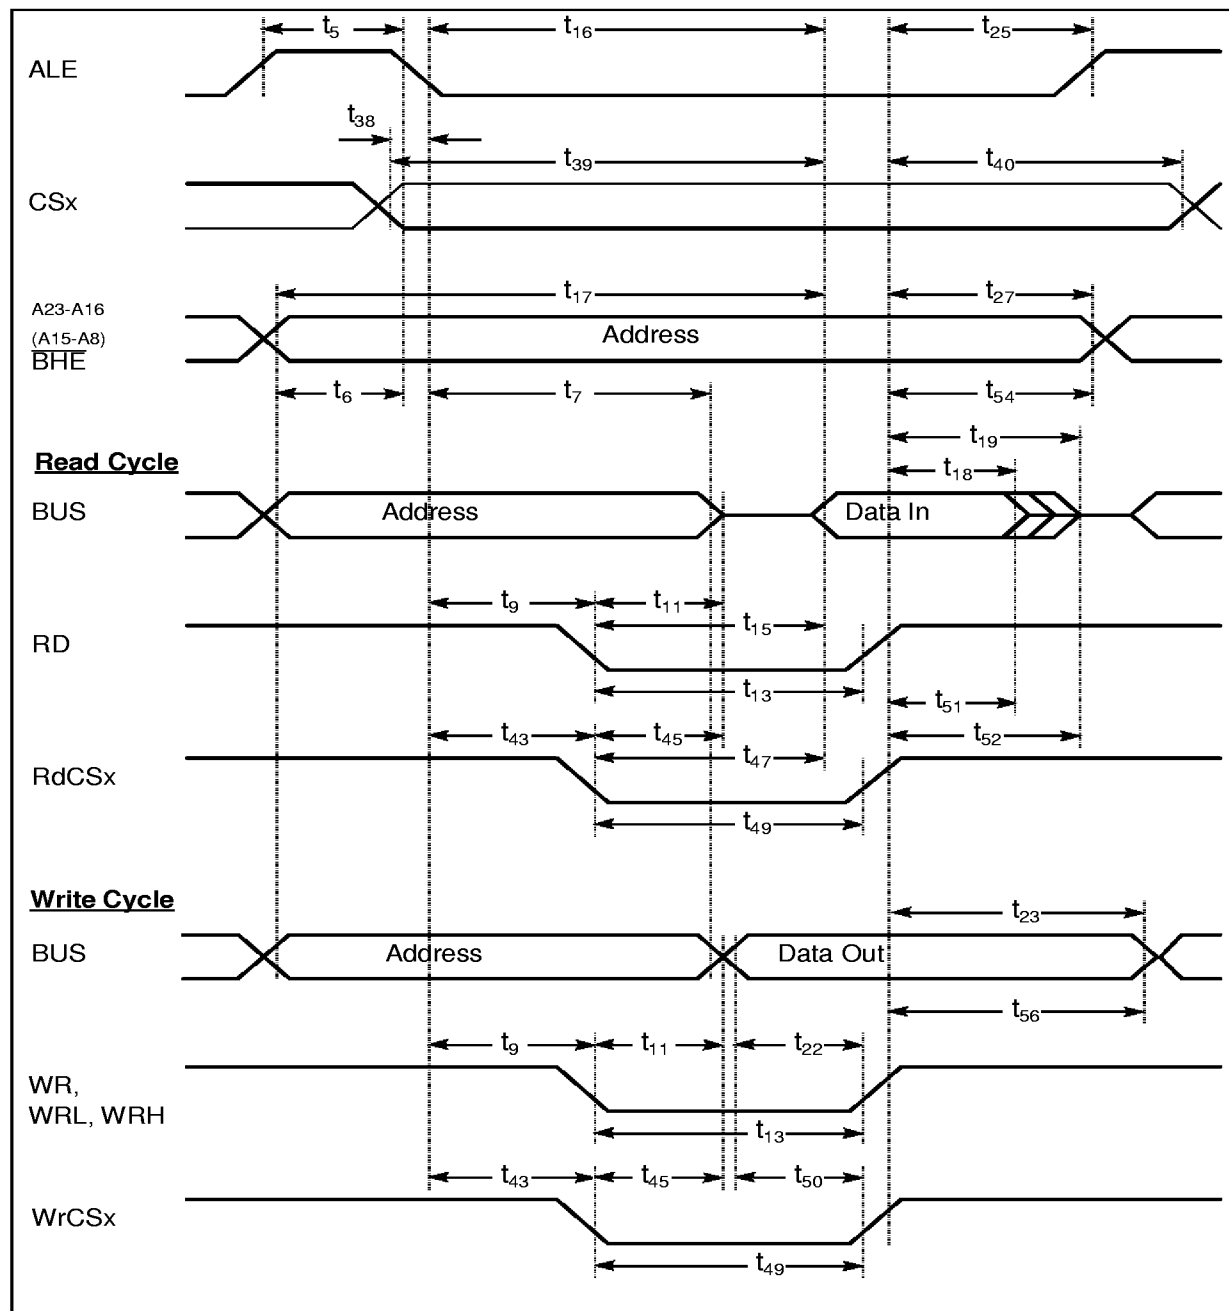 t5 t16 t25
ALE
t38
t39 t40
CSx
t17 t27
A23-A16
(A15-A8)
BHE
Address
t6 t7 t54
t19
Read Cycle
t18
BUS Address Data In
t9 t11
t15
RD
t13
t51
t43 t45 t52
t47
RdCSx
t49
Write Cycle
t23
BUS Address Data Out
t56
t9 t11 t22
WR,
WRL, WRH
t13
t43 t45 t50
WrCSx
t49